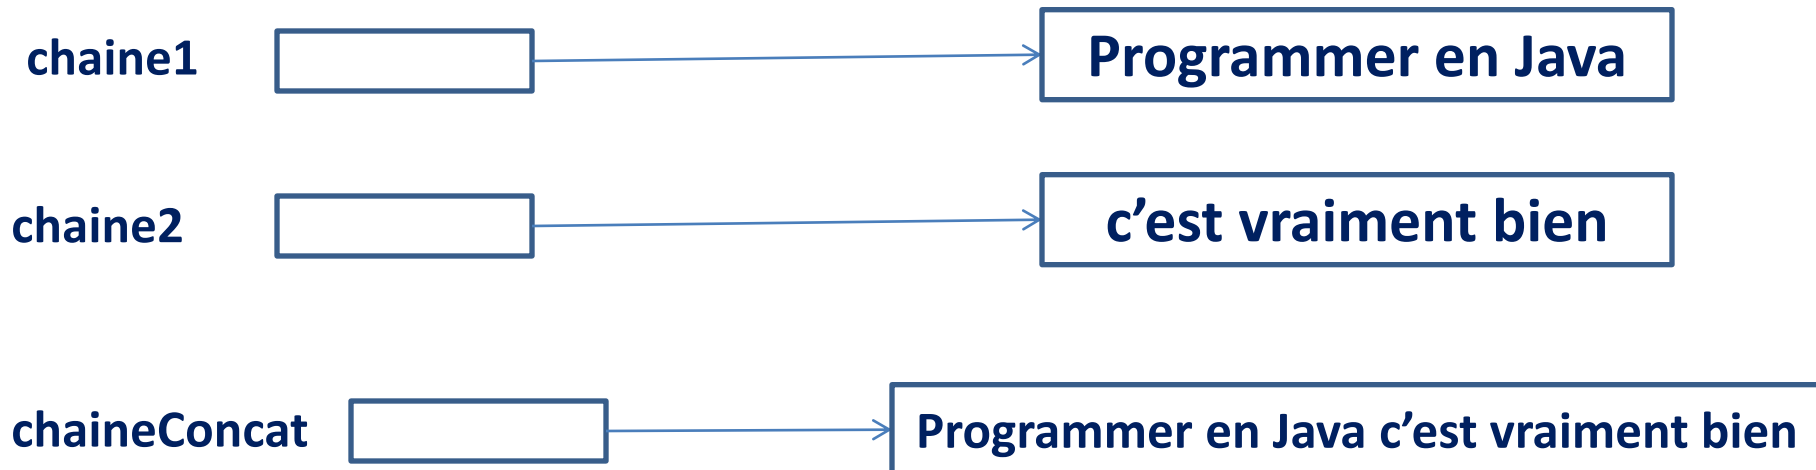 chaine1 Programmer en Java
chaine2 c’est vraiment bien
chaineConcat Programmer en Java c’est vraiment bien